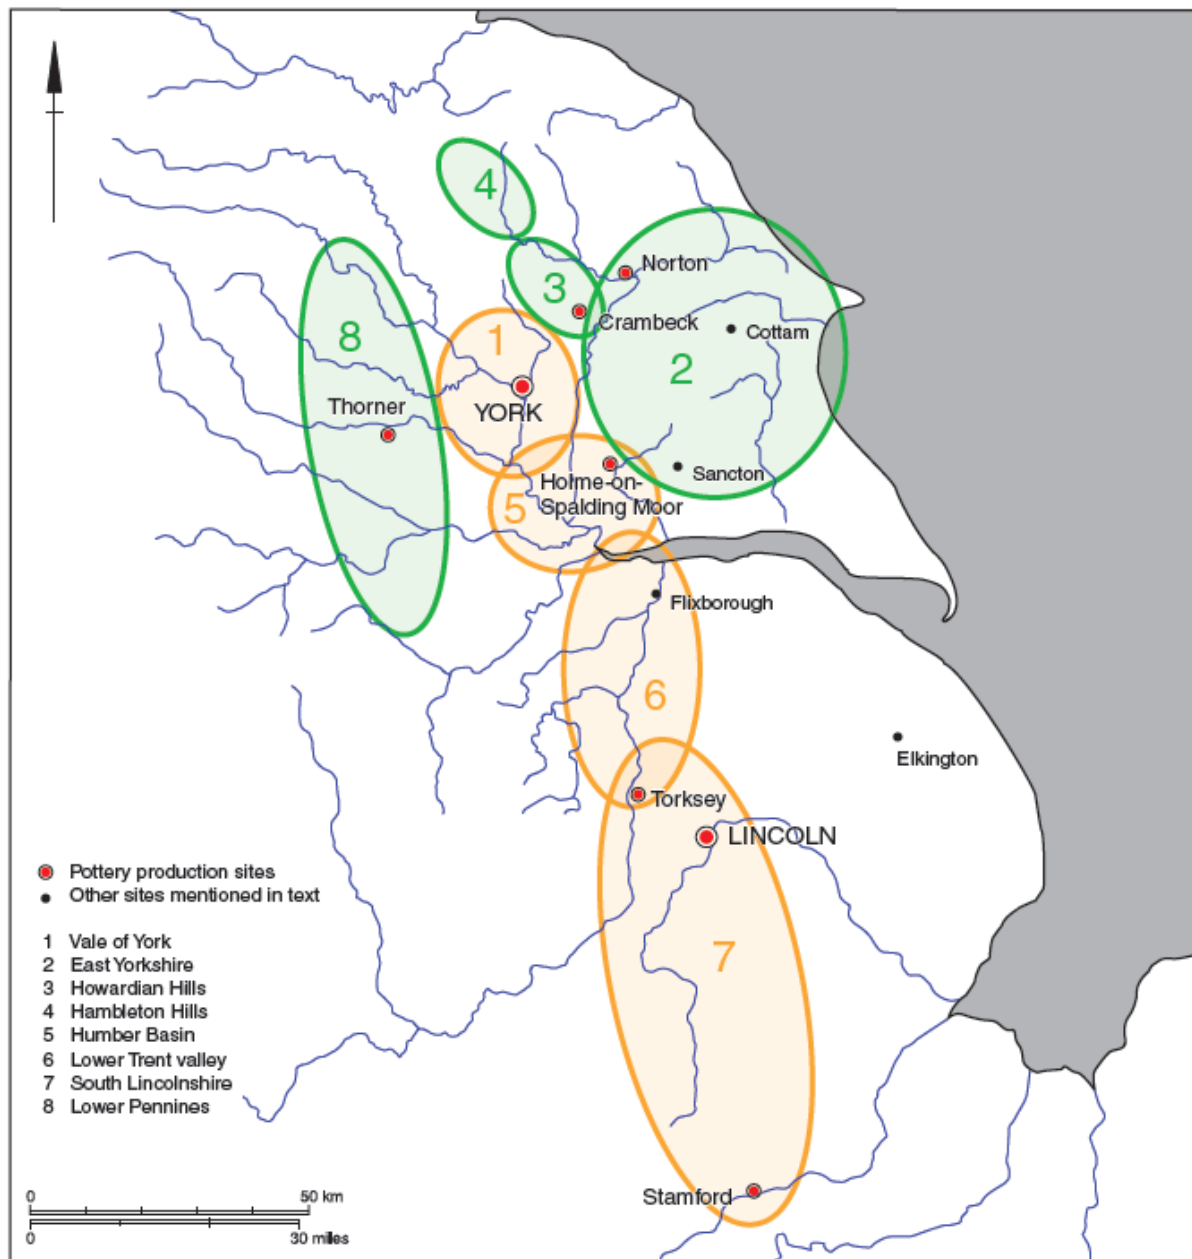 4
Norton
3
Crambeck
1
Cottam
8
2
Thorner
YORK
Sancton
Holme-on-
Spalding Moor
5
Flixborough
6
Elkington
Torksey
LINCOLN
Pottery production sites
Other sites mentioned in text
7
1 Vale of York
2 East Yorkshire
3 Howardian Hills
4 Hambleton Hills
5 Humber Basin
6 Lower Trent valley
7 South Lincolnshire
8 Lower Pennines
Stamford
0 50 km
0 30 miles